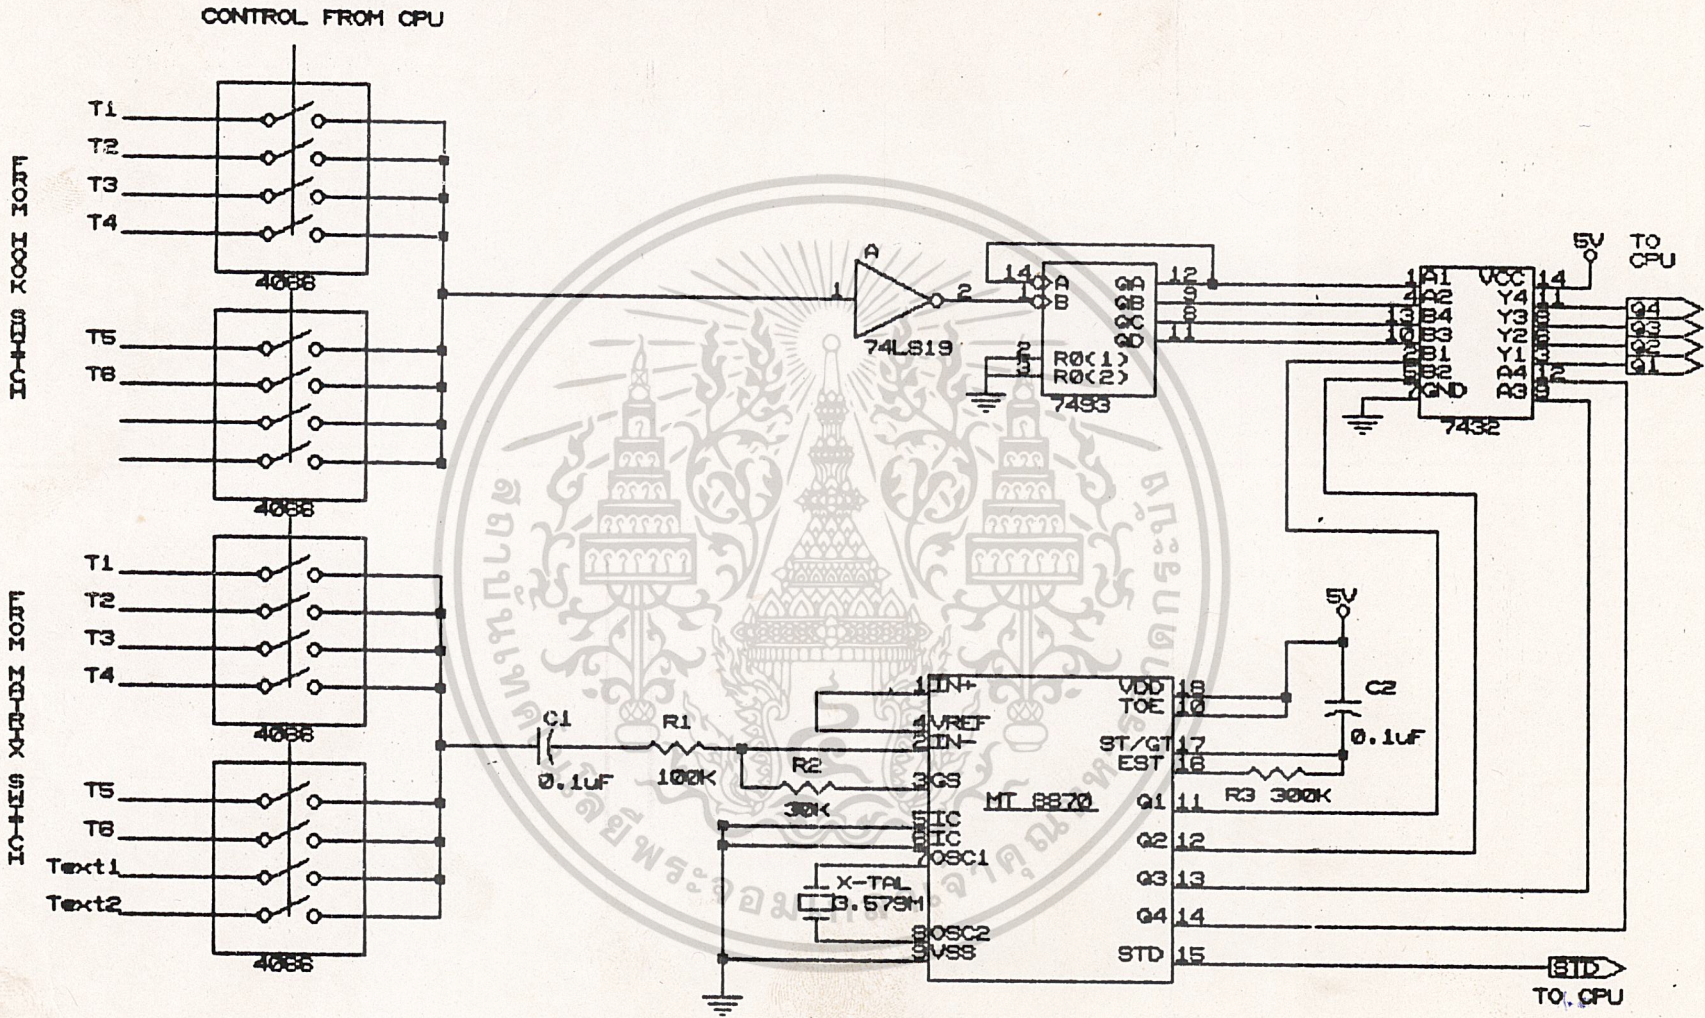 CONTROL FROM CPU
FROM HOOK SWITCH
T1
T2
T3
T4
4066
T5
T6
4066
FROM MATRIX SWITCH
T1
T2
T3
T4
4066
T5
T6
Text1
Text2
4066
A
1
2
74LS19
14 A
1 B
QA 12
QB 9
QC 8
QD 11
2 R0(1)
3 R0(2)
7493
5V
TO
CPU
1 A1
4 A2
13 B4
10 B3
2 B1
5 B2
7 GND
VCC 14
Y4 11
Y3 8
Y2 6
Y1 3
A4 12
A3 9
7432
Q4
Q3
Q2
Q1
C1
0.1uF
R1
100K
R2
30K
1 IN+
4 VREF
2 IN-
3 GS
5 IC
6 IC
7 OSC1
X-TAL
3.579M
8 OSC2
9 VSS
MT 8870
VDD 18
TOE 10
ST/GT 17
EST 16
Q1 11
Q2 12
Q3 13
Q4 14
STD 15
5V
C2
0.1uF
R3 300K
STD
TO CPU